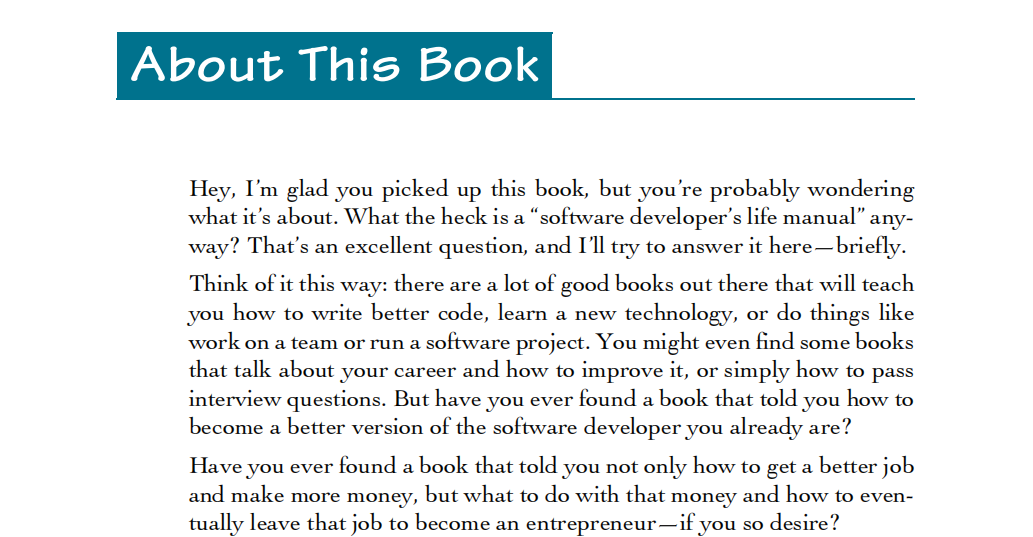 About This Book
Hey, I’m glad you picked up this book, but you’re probably wondering
what it’s about. What the heck is a “software developer’s life manual” any-
way? That’s an excellent question, and I’ll try to answer it here—briefly.
Think of it this way: there are a lot of good books out there that will teach
you how to write better code, learn a new technology, or do things like
work on a team or run a software project. You might even find some books
that talk about your career and how to improve it, or simply how to pass
interview questions. But have you ever found a book that told you how to
become a better version of the software developer you already are?
Have you ever found a book that told you not only how to get a better job
and make more money, but what to do with that money and how to even-
tually leave that job to become an entrepreneur—if you so desire?